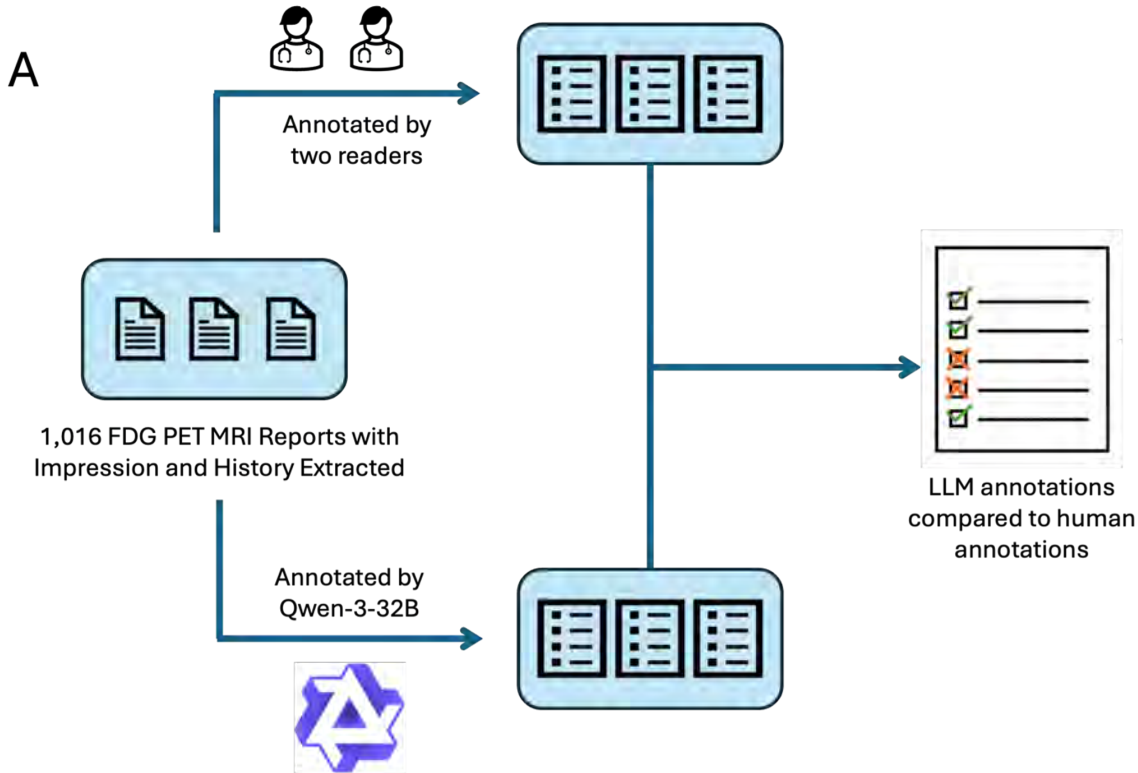 A
Annotated by
two readers
1,016 FDG PET MRI Reports with
Impression and History Extracted
LLM annotations
compared to human
annotations
Annotated by
Qwen-3-32B